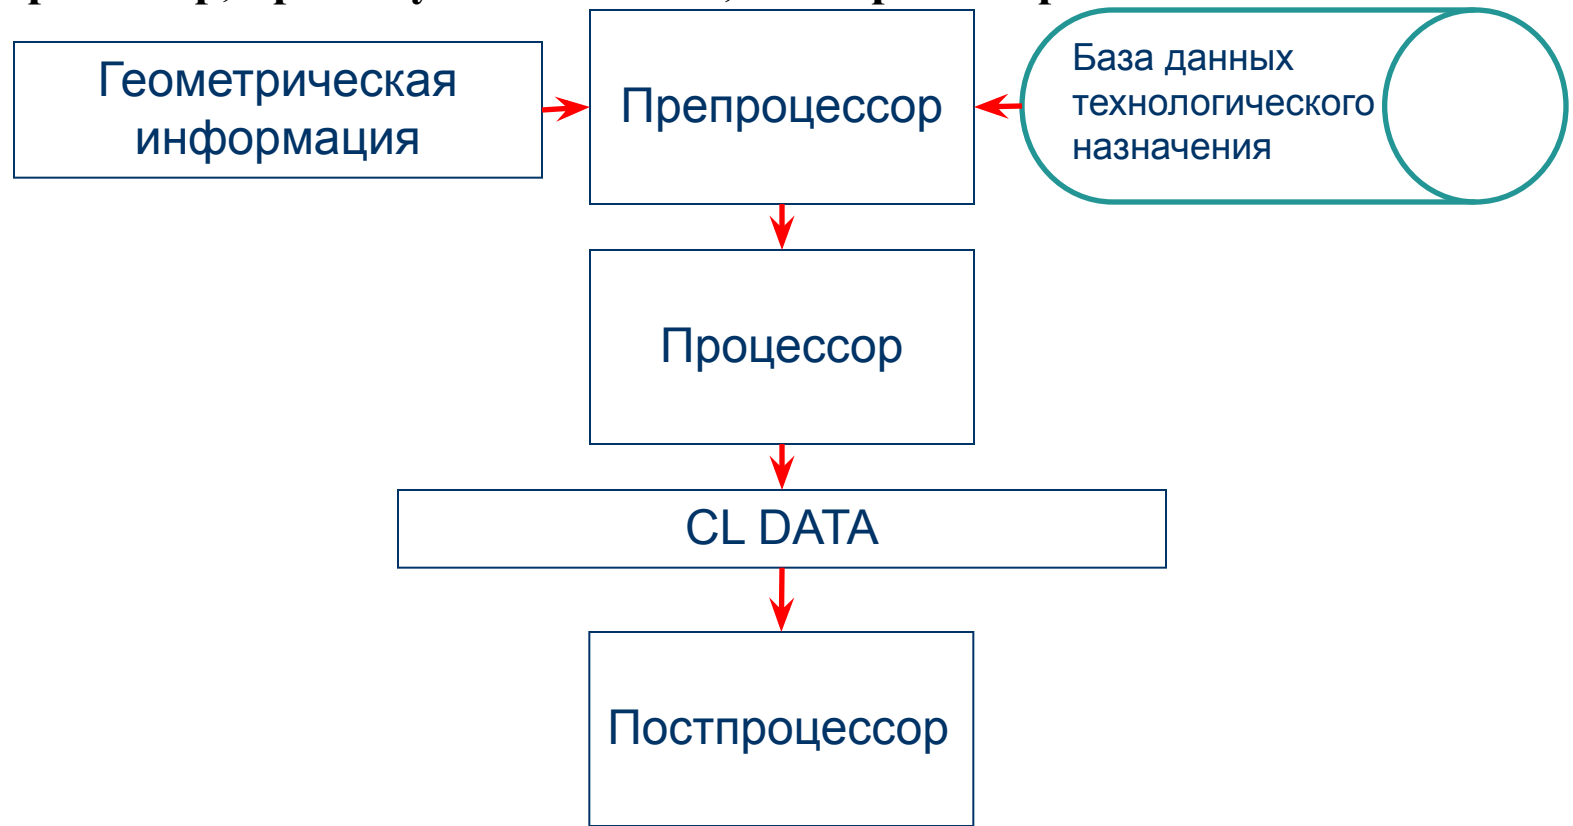 Геометрическая
информация
Препроцессор
База данных
технологического
назначения
Процессор
CL DATA
Постпроцессор